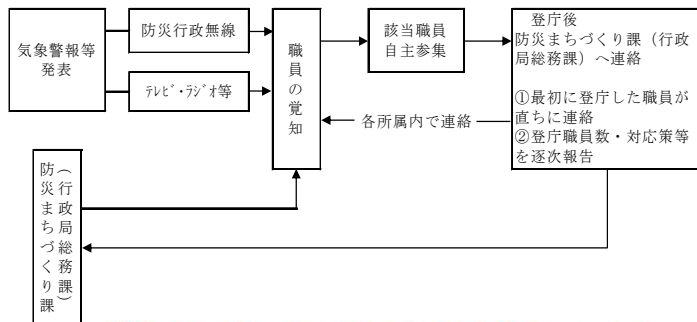 気象警報等
発表
防災行政無線
ﾃﾚﾋﾞ･ﾗｼﾞｵ等
職員の覚知
該当職員
自主参集
登庁後
防災まちづくり課（行政
局総務課）へ連絡
①最初に登庁した職員が
直ちに連絡
②登庁職員数・対応策等
を逐次報告
各所属内で連絡
防災まちづくり課
（行政局総務課）